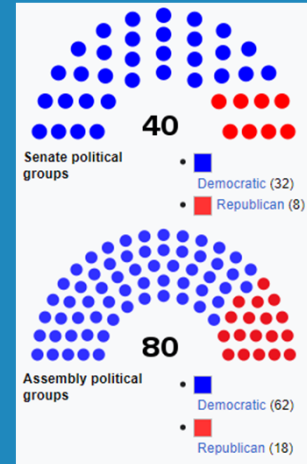 40
Senate political
groups
Democratic (32)
Republican (8)
80
Assembly political
groups
Democratic (62)
Republican (18)